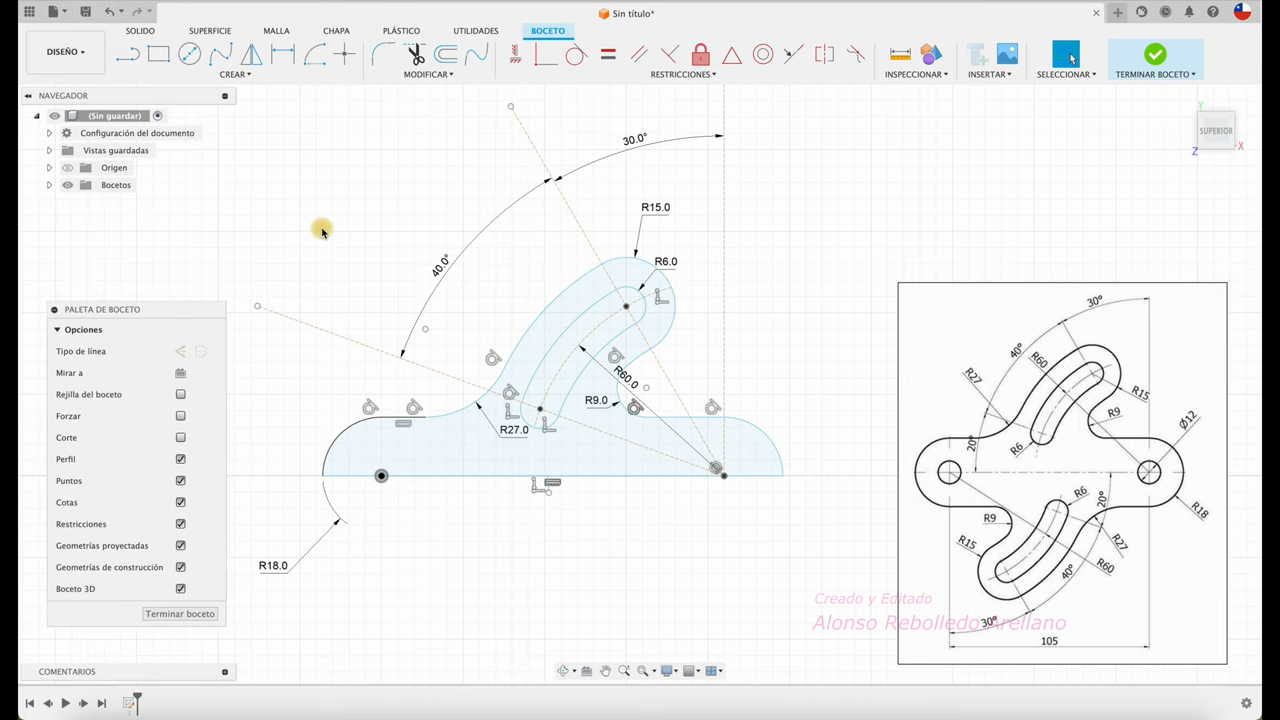 Sin título*
SOLIDO
SUPERFICIE
MALLA
CHAPA
PLÁSTICO
UTILIDADES
BOCETO
DISEÑO
CREAR
MODIFICAR
RESTRICCIONES
INSPECCIONAR
INSERTAR
SELECCIONAR
TERMINAR BOCETO
NAVEGADOR
(Sin guardar)
Configuración del documento
Vistas guardadas
Origen
Bocetos
SUPERIOR
Y
X
Z
PALETA DE BOCETO
Opciones
Tipo de línea
Mirar a
Rejilla del boceto
Forzar
Corte
Perfil
Puntos
Cotas
Restricciones
Geometrías proyectadas
Geometrías de construcción
Boceto 3D
Terminar boceto
30.0°
40.0°
R15.0
R6.0
R60.0
R9.0
R27.0
R18.0
30°
40°
R60
R27
R15
R9
Ø12
20°
R6
R6
20°
R9
R18
R15
R27
R60
40°
30°
105
Creado y Editado
Alonso Rebolledo Arellano
COMENTARIOS